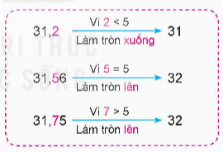 31,2 Vì 2 < 5 31
Làm tròn xuống
31,56 Vì 5 = 5 32
Làm tròn lên
31,75 Vì 7 > 5 32
Làm tròn lên